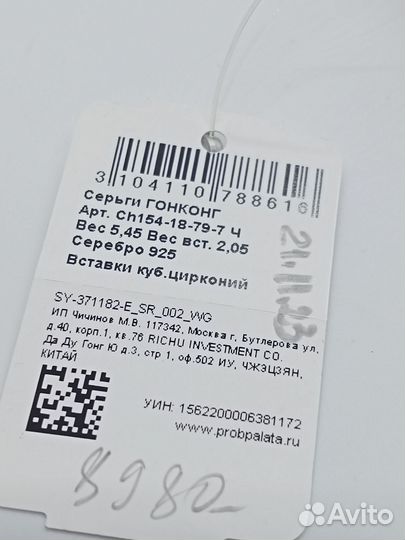 3 104110 788616
Серьги ГОНКОНГ
Арт. Ch154-18-79-7 Ч
Вес 5,45 Вес вст. 2,05
Серебро 925
Вставки куб.цирконий
21.11.23
SY-371182-E_SR_002_WG
ИП Чичинов М.В. 117342, Москва г, Бутлерова ул,
д.40, корп.1, кв.76 RICHU INVESTMENT CO.
Да Ду Гонг Ю д.3, стр 1, оф.502 ИУ, ЧЖЭЦЗЯН,
КИТАЙ
УИН: 1562200006381172
www.probpalata.ru
8980-
Avito